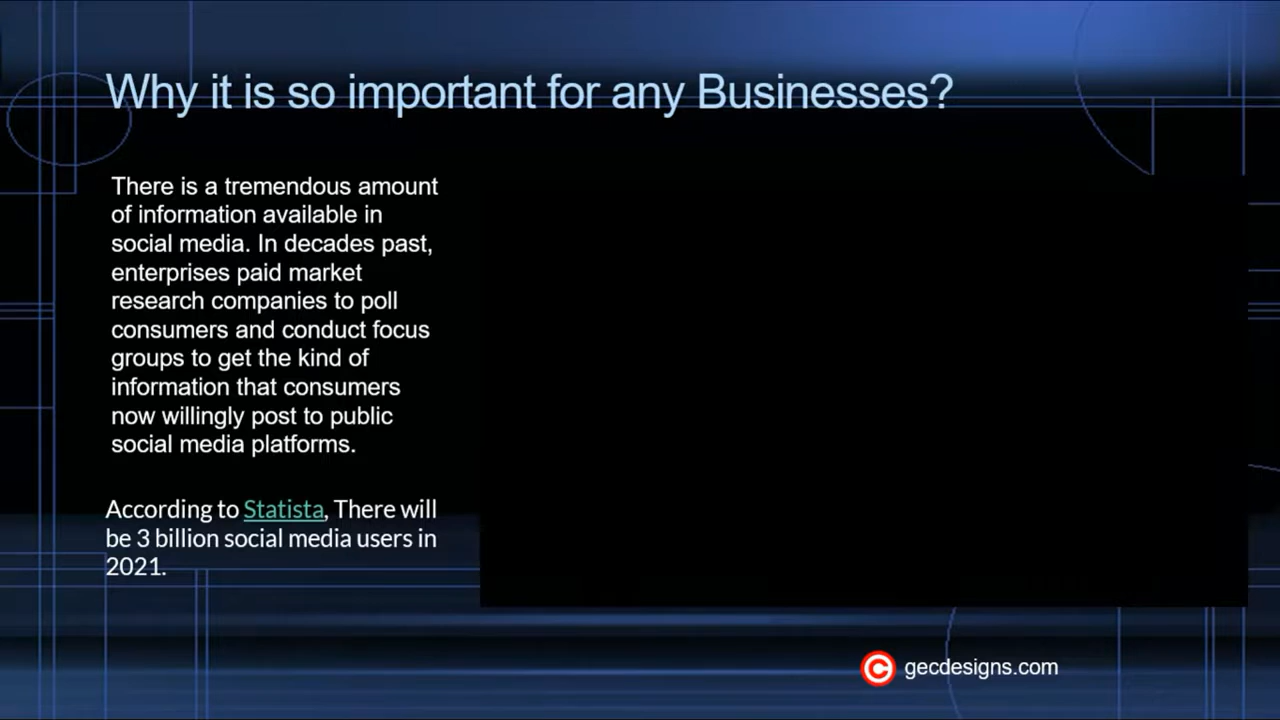 Why it is so important for any Businesses?
There is a tremendous amount
of information available in
social media. In decades past,
enterprises paid market
research companies to poll
consumers and conduct focus
groups to get the kind of
information that consumers
now willingly post to public
social media platforms.
According to Statista, There will
be 3 billion social media users in
2021.
© gecdesigns.com